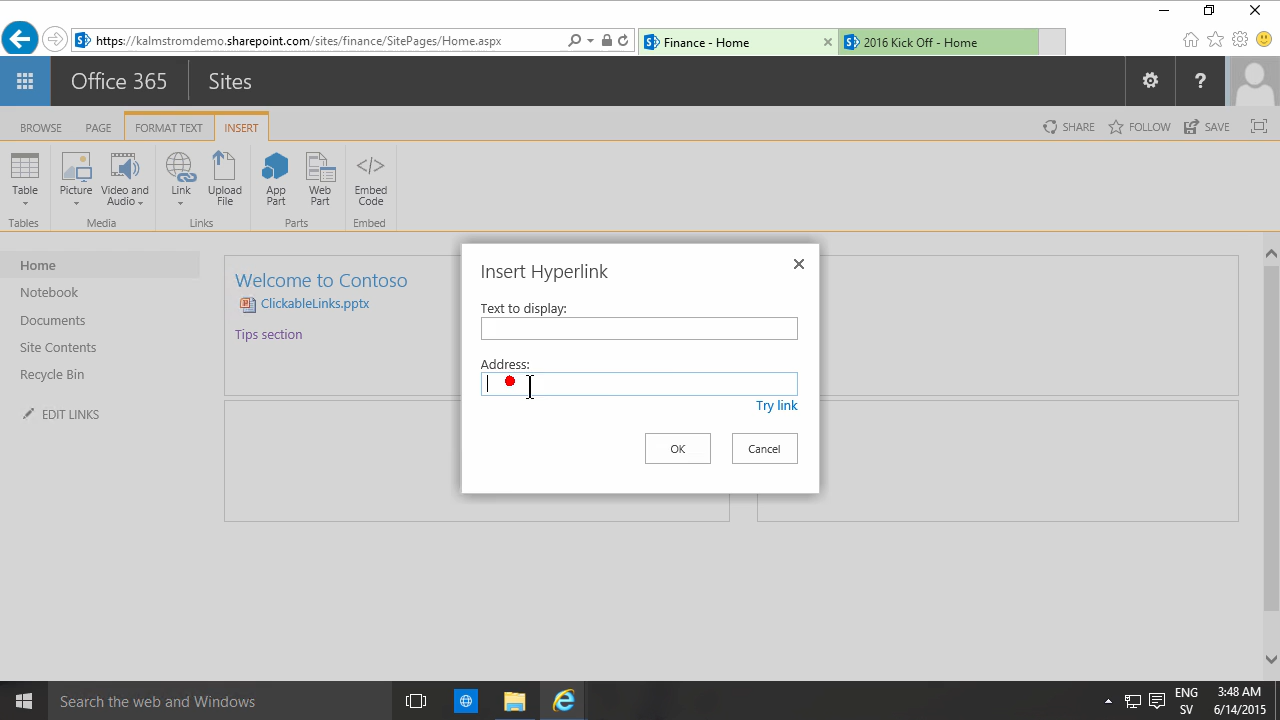 https://kalmstromdemo.sharepoint.com/sites/finance/SitePages/Home.aspx
Finance - Home
2016 Kick Off - Home
Office 365
Sites
?
BROWSE
PAGE
FORMAT TEXT
INSERT
SHARE
FOLLOW
SAVE
Table
Picture
Video and Audio
Link
Upload File
App Part
Web Part
Embed Code
Tables
Media
Links
Parts
Embed
Home
Notebook
Documents
Site Contents
Recycle Bin
EDIT LINKS
Welcome to Contoso
ClickableLinks.pptx
Tips section
Insert Hyperlink
Text to display:
Address:
Try link
OK
Cancel
Search the web and Windows
ENG
SV
3:48 AM
6/14/2015